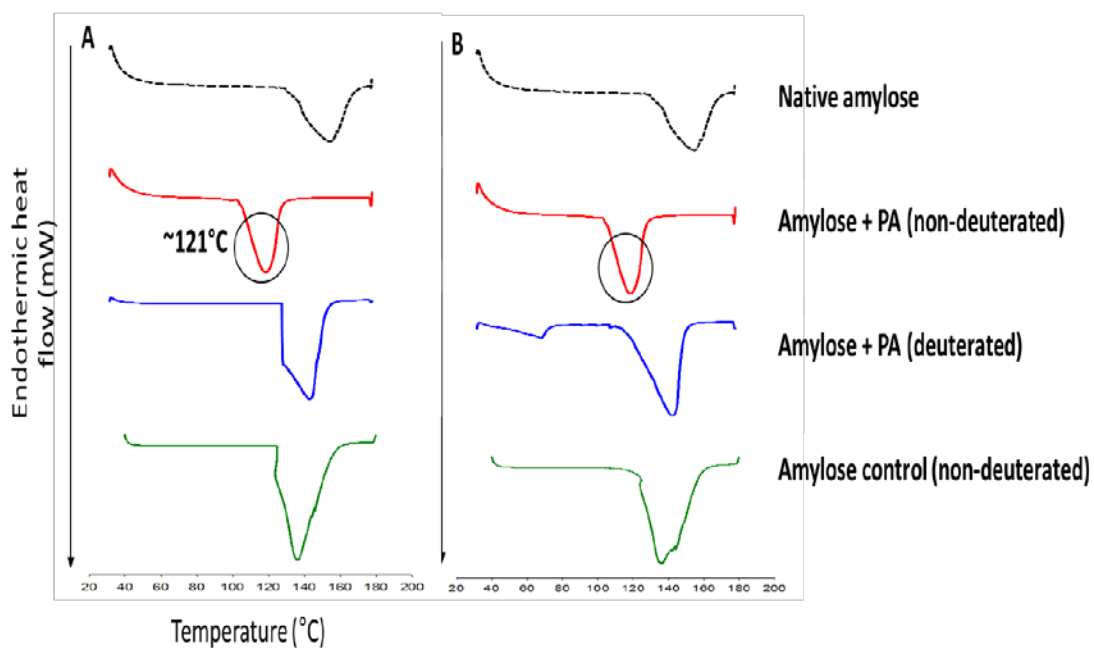 A
B
Native amylose
Amylose + PA (non-deuterated)
~121°C
Amylose + PA (deuterated)
Amylose control (non-deuterated)
Endothermic heat
flow (mW)
20 40 60 80 100 120 140 160 180 200
20 40 60 80 100 120 140 160 180 200
Temperature (°C)